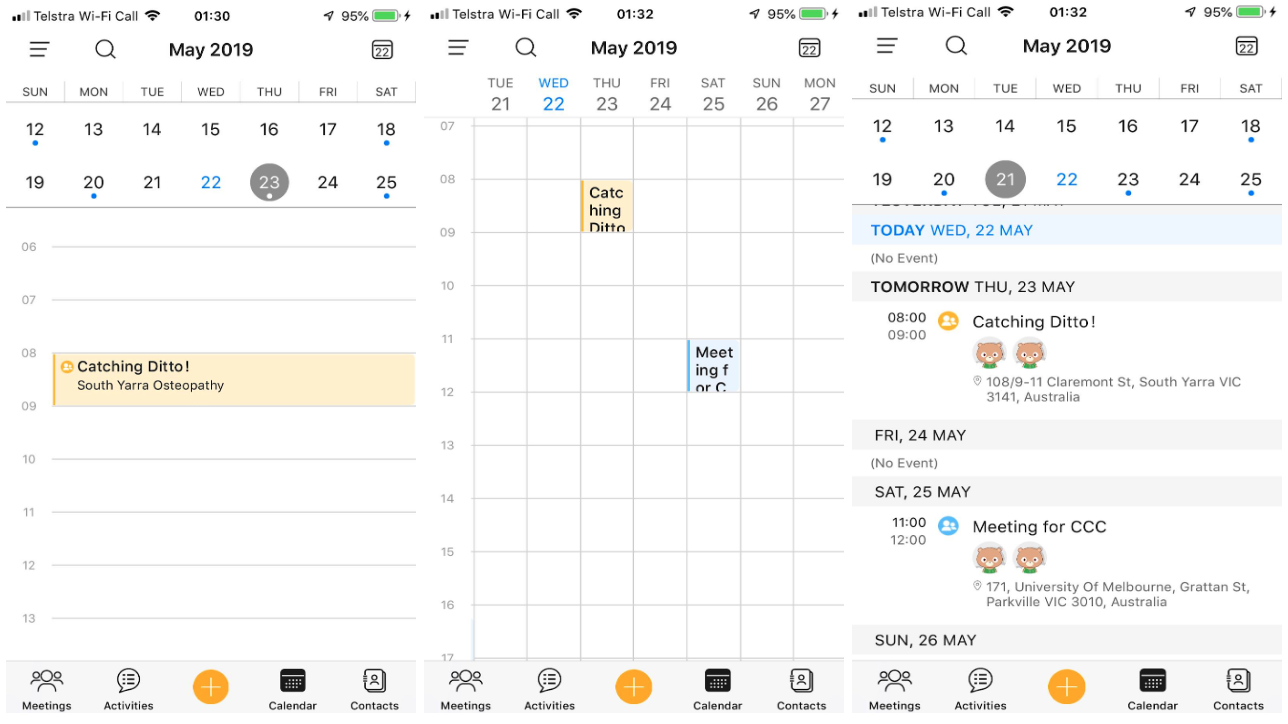 Telstra Wi-Fi Call 01:30 95%
May 2019 22
SUN MON TUE WED THU FRI SAT
12 13 14 15 16 17 18
19 20 21 22 23 24 25
06
07
08
Catching Ditto!
South Yarra Osteopathy
09
10
11
12
13
Meetings Activities Calendar Contacts
Telstra Wi-Fi Call 01:32 95%
May 2019 22
TUE WED THU FRI SAT SUN MON
21 22 23 24 25 26 27
07
08
Catc
hing
Ditto
09
10
11
Meet
ing f
or C
12
13
14
15
16
17
Meetings Activities Calendar Contacts
Telstra Wi-Fi Call 01:32 95%
May 2019 22
SUN MON TUE WED THU FRI SAT
12 13 14 15 16 17 18
19 20 21 22 23 24 25
TODAY WED, 22 MAY
(No Event)
TOMORROW THU, 23 MAY
08:00 Catching Ditto!
09:00
108/9-11 Claremont St, South Yarra VIC
3141, Australia
FRI, 24 MAY
(No Event)
SAT, 25 MAY
11:00 Meeting for CCC
12:00
171, University Of Melbourne, Grattan St,
Parkville VIC 3010, Australia
SUN, 26 MAY
Meetings Activities Calendar Contacts